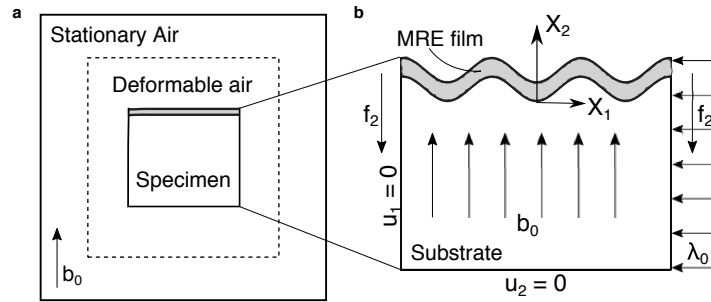 a
Stationary Air
Deformable air
Specimen
b₀
b
X₂
MRE film
X₁
f₂
f₂
u₁ = 0
b₀
Substrate
λ₀
u₂ = 0